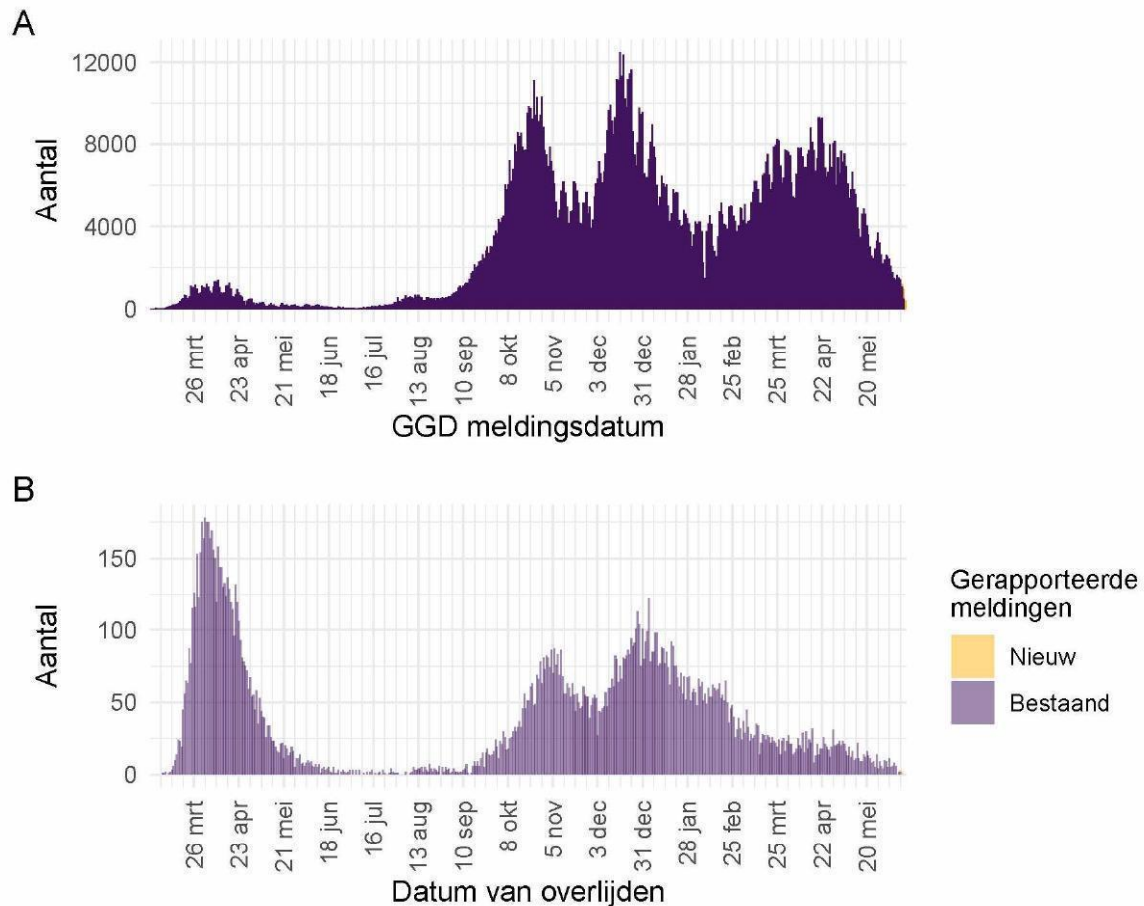 A
Aantal
12000
8000
4000
0
26 mrt
23 apr
21 mei
18 jun
16 jul
13 aug
10 sep
8 okt
5 nov
3 dec
31 dec
28 jan
25 feb
25 mrt
22 apr
20 mei
GGD meldingsdatum
B
Aantal
150
100
50
0
26 mrt
23 apr
21 mei
18 jun
16 jul
13 aug
10 sep
8 okt
5 nov
3 dec
31 dec
28 jan
25 feb
25 mrt
22 apr
20 mei
Datum van overlijden
Gerapporteerde
meldingen
Nieuw
Bestaand